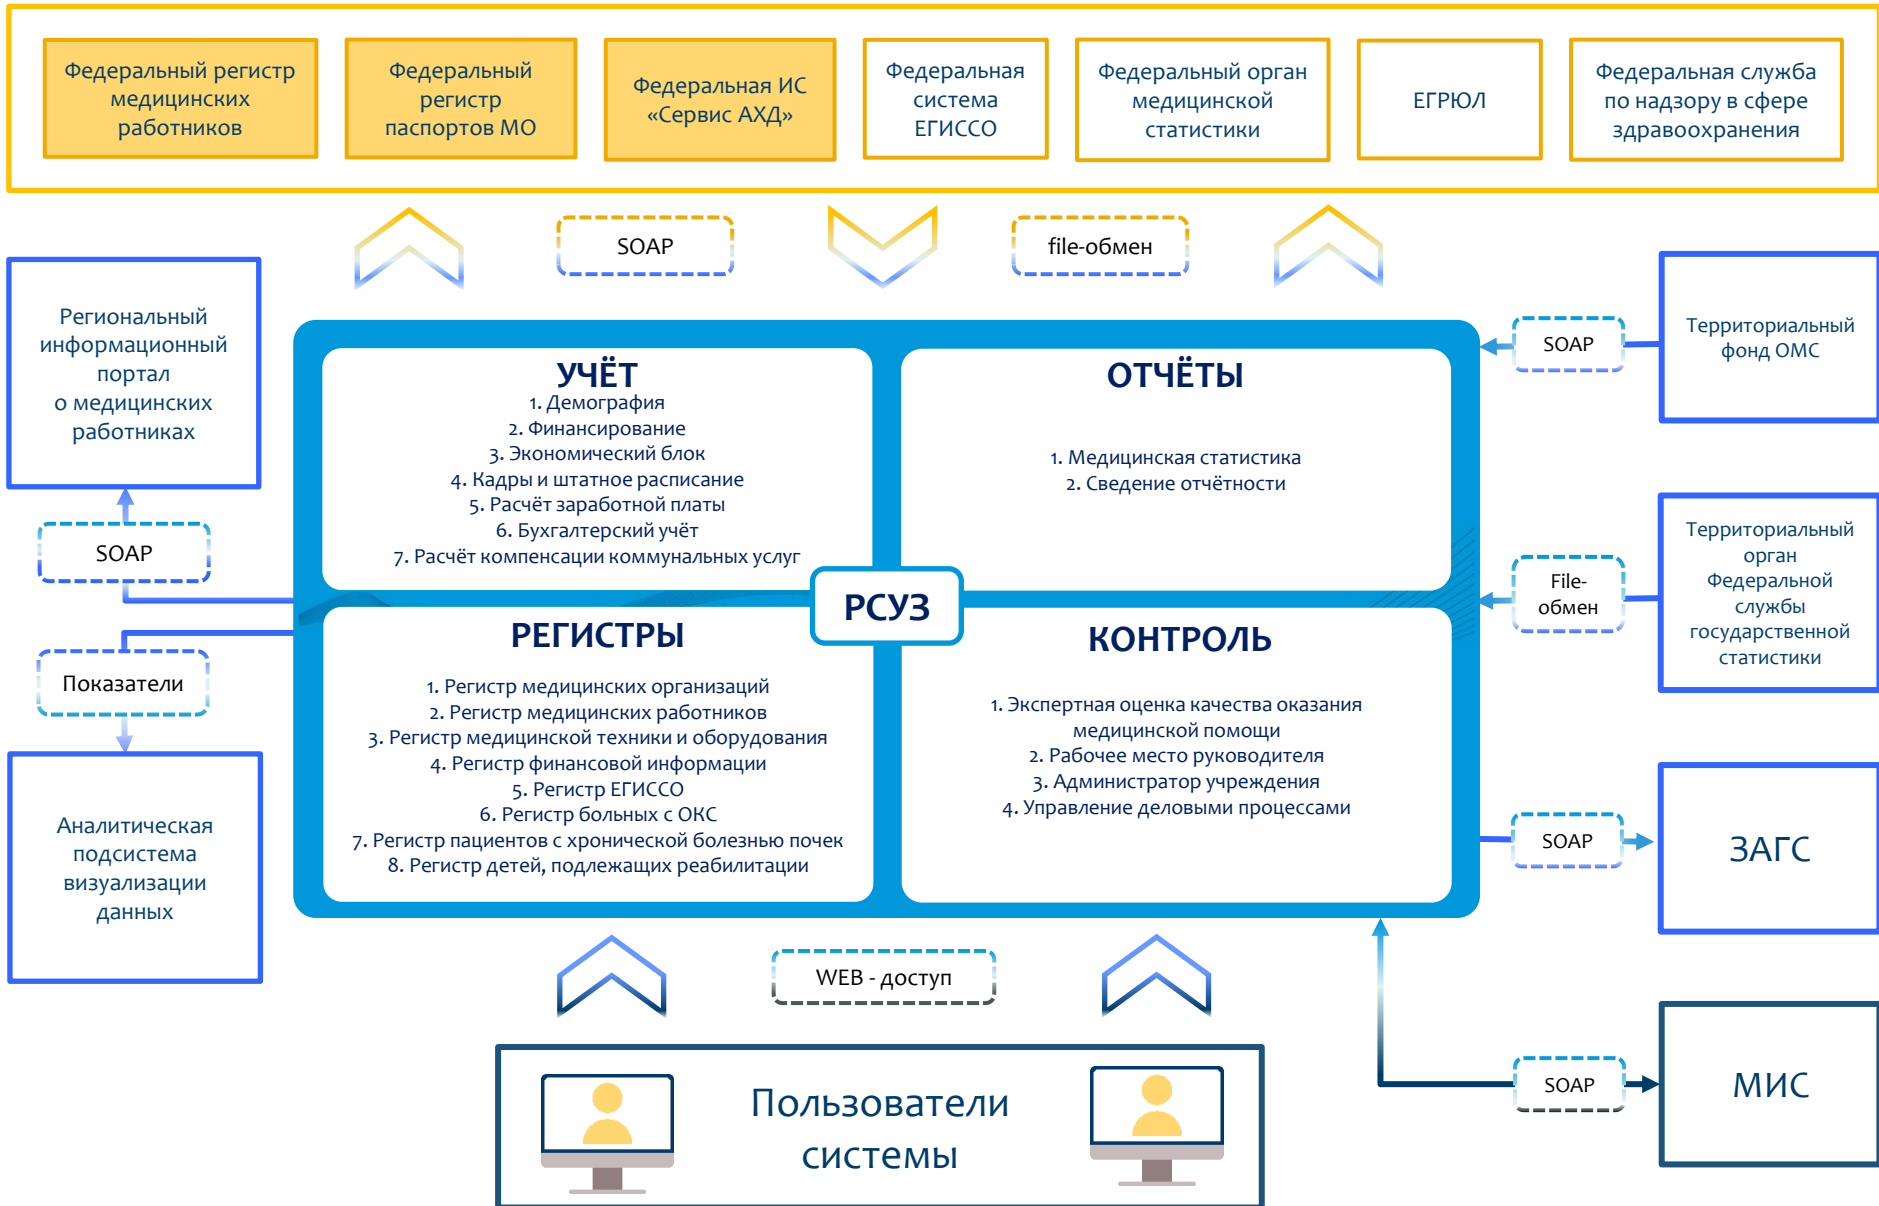 Федеральный регистр
медицинских
работников
Федеральный
регистр
паспортов МО
Федеральная ИС
«Сервис АХД»
Федеральная
система
ЕГИССО
Федеральный орган
медицинской
статистики
ЕГРЮЛ
Федеральная служба
по надзору в сфере
здравоохранения
SOAP
file-обмен
Региональный
информационный
портал
о медицинских
работниках
SOAP
Показатели
Аналитическая
подсистема
визуализации
данных
УЧЁТ
1. Демография
2. Финансирование
3. Экономический блок
4. Кадры и штатное расписание
5. Расчёт заработной платы
6. Бухгалтерский учёт
7. Расчёт компенсации коммунальных услуг
ОТЧЁТЫ
1. Медицинская статистика
2. Сведение отчётности
РСУЗ
РЕГИСТРЫ
1. Регистр медицинских организаций
2. Регистр медицинских работников
3. Регистр медицинской техники и оборудования
4. Регистр финансовой информации
5. Регистр ЕГИССО
6. Регистр больных с ОКС
7. Регистр пациентов с хронической болезнью почек
8. Регистр детей, подлежащих реабилитации
КОНТРОЛЬ
1. Экспертная оценка качества оказания
медицинской помощи
2. Рабочее место руководителя
3. Администратор учреждения
4. Управление деловыми процессами
SOAP
Территориальный
фонд ОМС
File-
обмен
Территориальный
орган
Федеральной
службы
государственной
статистики
SOAP
ЗАГС
SOAP
МИС
WEB - доступ
Пользователи
системы